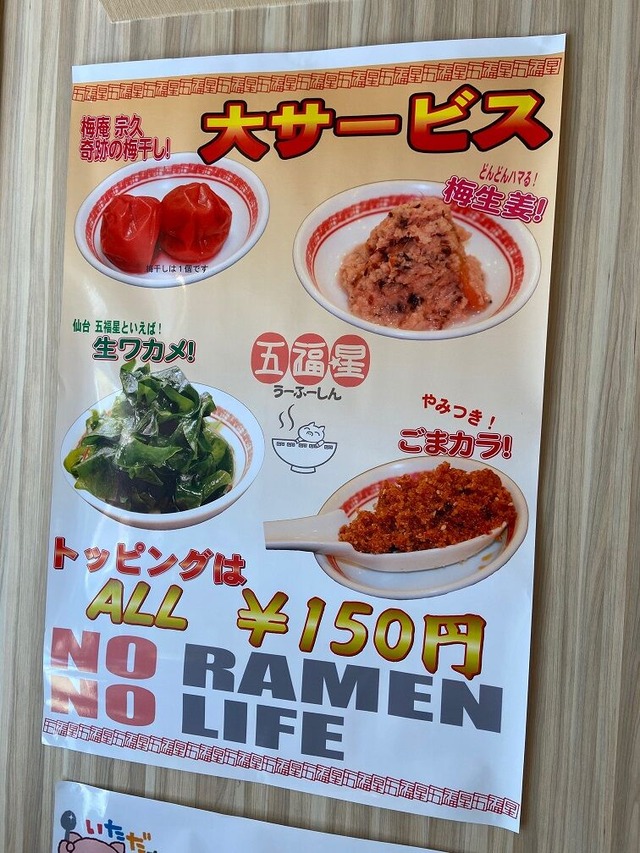 大サービス
梅庵 宗久
奇跡の梅干し!
梅干しは1個です
どんどんハマる!
梅生姜!
仙台 五福星といえば!
生ワカメ!
五福星
うーふーしん
やみつき!
ごまカラ!
トッピングは
ALL ¥150円
NO RAMEN
NO LIFE
いただ